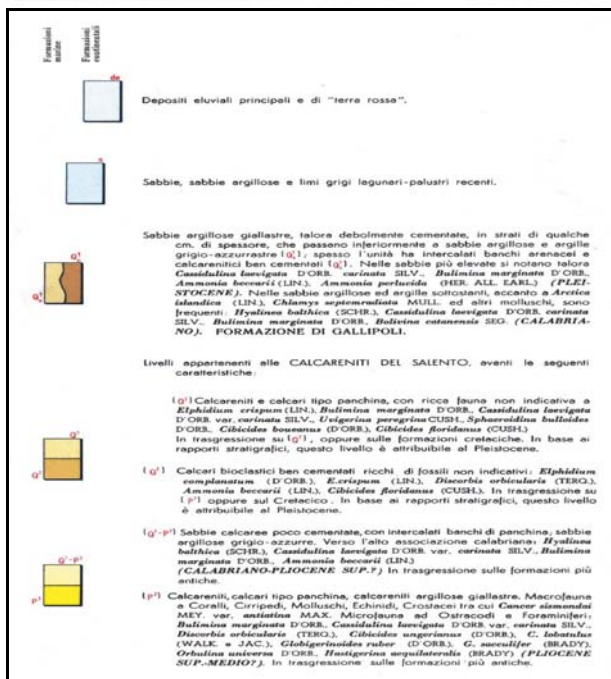 Formazioni
marine
Formazioni
continentali
de
Depositi eluviali principali e di "terra rossa".
s
Sabbie, sabbie argillose e limi grigi lagunari-palustri recenti.
Sabbie argillose giallastre, talora debolmente cementate, in strati di qualche
cm. di spessore, che passano inferiormente a sabbie argillose e argille
grigio-azzurrastre; spesso l'unità ha intercalati banchi arenacei e
calcarenitici ben cementati. Nelle sabbie più elevate si notano talora
Cassidulina laevigata D'ORB. carinata SILV., Bulimina marginata D'ORB.,
Ammonia beccarii (LIN.), Ammonia perlucida (HER. ALL. EARL.) (PLEI-
STOCENE). Nelle sabbie argillose ed argille sottostanti, accanto a Arctica
islandica (LIN.), Chlamys septemradiata MULL. ed altri molluschi, sono
frequenti: Hyalinea balthica (SCHR.), Cassidulina laevigata D'ORB. carinata
SILV., Bulimina marginata D'ORB., Bolivina catanensis SEG. (CALABRIA-
NO). FORMAZIONE DI GALLIPOLI.
Livelli appartenenti alle CALCARENITI DEL SALENTO, aventi le seguenti
caratteristiche:
Calcareniti e calcari tipo panchina, con ricca fauna non indicativa a
Elphidium crispum (LIN.), Bulimina marginata D'ORB., Cassidulina laevigata
D'ORB. var. carinata SILV., Uvigerina peregrina CUSH., Sphaeroidina bulloides
D'ORB., Cibicides boueanus (D'ORB.), Cibicides floridanus (CUSH.)
In trasgressione su, oppure sulle formazioni cretaciche. In base ai
rapporti stratigrafici, questo livello è attribuibile al Pleistocene.
Calcari bioclastici ben cementati ricchi di fossili non indicativi: Elphidium
complanatum (D'ORB.), E. crispum (LIN.), Discorbis orbicularis (TERQ.),
Ammonia beccarii (LIN.), Cibicides floridanus (CUSH.). In trasgressione su
oppure sul Cretacico. In base ai rapporti stratigrafici, questo livello
è attribuibile al Pleistocene.
Sabbie calcaree poco cementate, con intercalati banchi di panchina; sabbie
argillose grigio-azzurre. Verso l'alto associazione calabriana: Hyalinea
balthica (SCHR.), Cassidulina laevigata D'ORB. var. carinata SILV., Bulimina
marginata D'ORB., Ammonia beccarii (LIN.)
(CALABRIANO-PLIOCENE SUP.?) In trasgressione sulle formazioni più
antiche.
Calcareniti, calcari tipo panchina, calcareniti argillose giallastre. Macrofauna
a Coralli, Cirripedi, Molluschi, Echinidi, Crostacei tra cui Cancer sismondai
MEY. var. antiatina MAX. Microfauna ad Ostracodi e Foraminiferi:
Bulimina marginata D'ORB., Cassidulina laevigata D'ORB. var. carinata SILV.,
Discorbis orbicularis (TERQ.), Cibicides ungerianus (D'ORB.), C. lobatulus
(WALK. e JAC.), Globigerinoides ruber (D'ORB.), G. sacculifer (BRADY),
Orbulina universa D'ORB., Hastigerina aequilateralis (BRADY) (PLIOCENE
SUP.-MEDIO?). In trasgressione sulle formazioni più antiche.